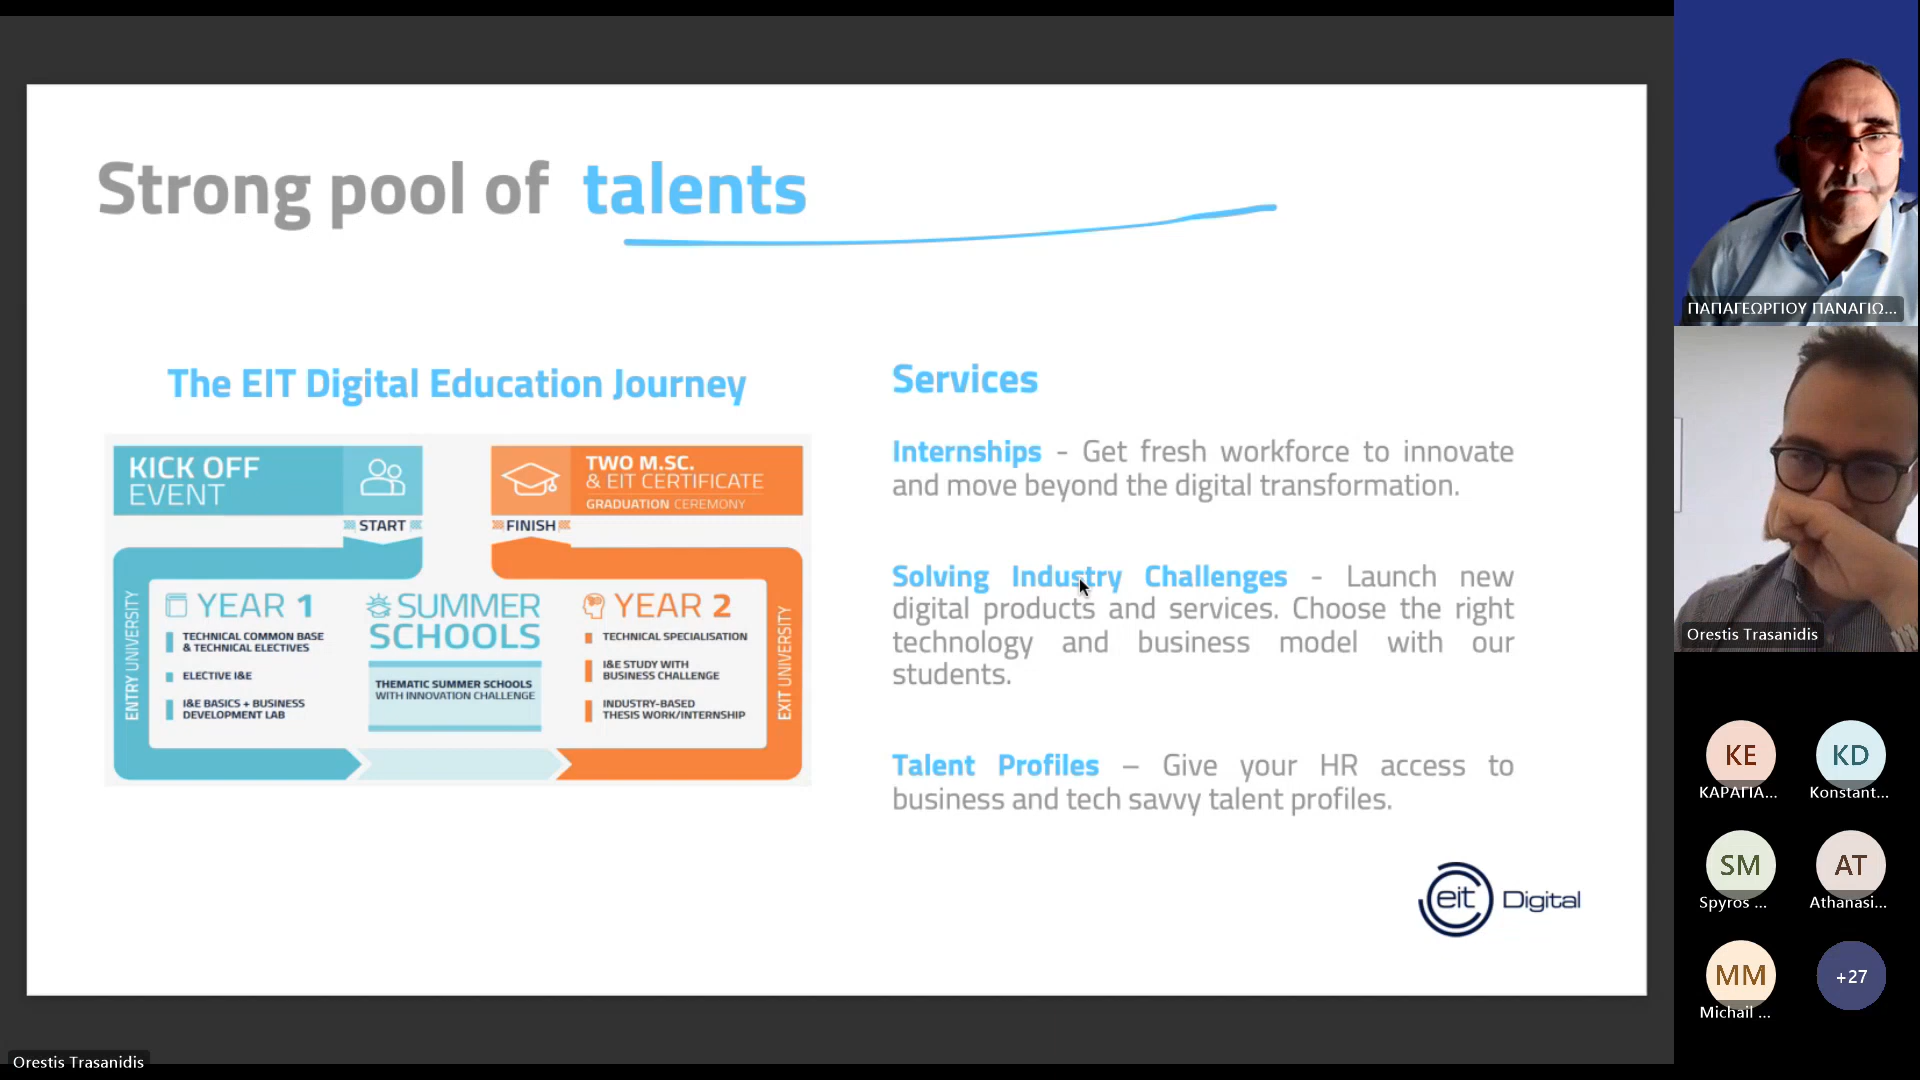 Strong pool of talents
The EIT Digital Education Journey
KICK OFF
EVENT
START
TWO M.SC.
& EIT CERTIFICATE
GRADUATION CEREMONY
FINISH
ENTRY UNIVERSITY
YEAR 1
TECHNICAL COMMON BASE
& TECHNICAL ELECTIVES
ELECTIVE I&E
I&E BASICS + BUSINESS
DEVELOPMENT LAB
SUMMER
SCHOOLS
THEMATIC SUMMER SCHOOLS
WITH INNOVATION CHALLENGE
YEAR 2
TECHNICAL SPECIALISATION
I&E STUDY WITH
BUSINESS CHALLENGE
INDUSTRY-BASED
THESIS WORK/INTERNSHIP
EXIT UNIVERSITY
Services
Internships - Get fresh workforce to innovate
and move beyond the digital transformation.
Solving Industry Challenges - Launch new
digital products and services. Choose the right
technology and business model with our
students.
Talent Profiles – Give your HR access to
business and tech savvy talent profiles.
eit Digital
ΠΑΠΑΓΕΩΡΓΙΟΥ ΠΑΝΑΓΙΩ...
Orestis Trasanidis
KE
ΚΑΡΑΓΙΑ...
KD
Konstant...
SM
Spyros ...
AT
Athanasi...
MM
Michail ...
+27
Orestis Trasanidis